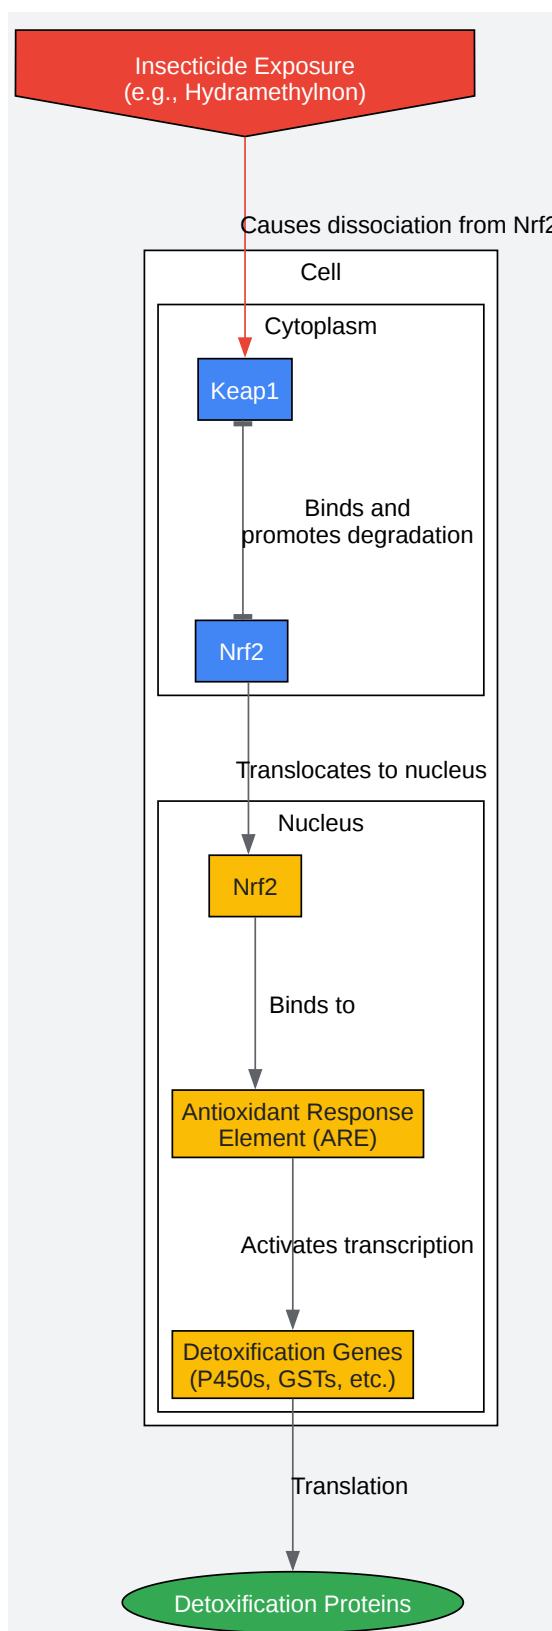 Insecticide Exposure
(e.g., Hydramethylnon)
Causes dissociation from Nrf2
Cell
Cytoplasm
Keap1
Binds and
promotes degradation
Nrf2
Translocates to nucleus
Nucleus
Nrf2
Binds to
Antioxidant Response
Element (ARE)
Activates transcription
Detoxification Genes
(P450s, GSTs, etc.)
Translation
Detoxification Proteins